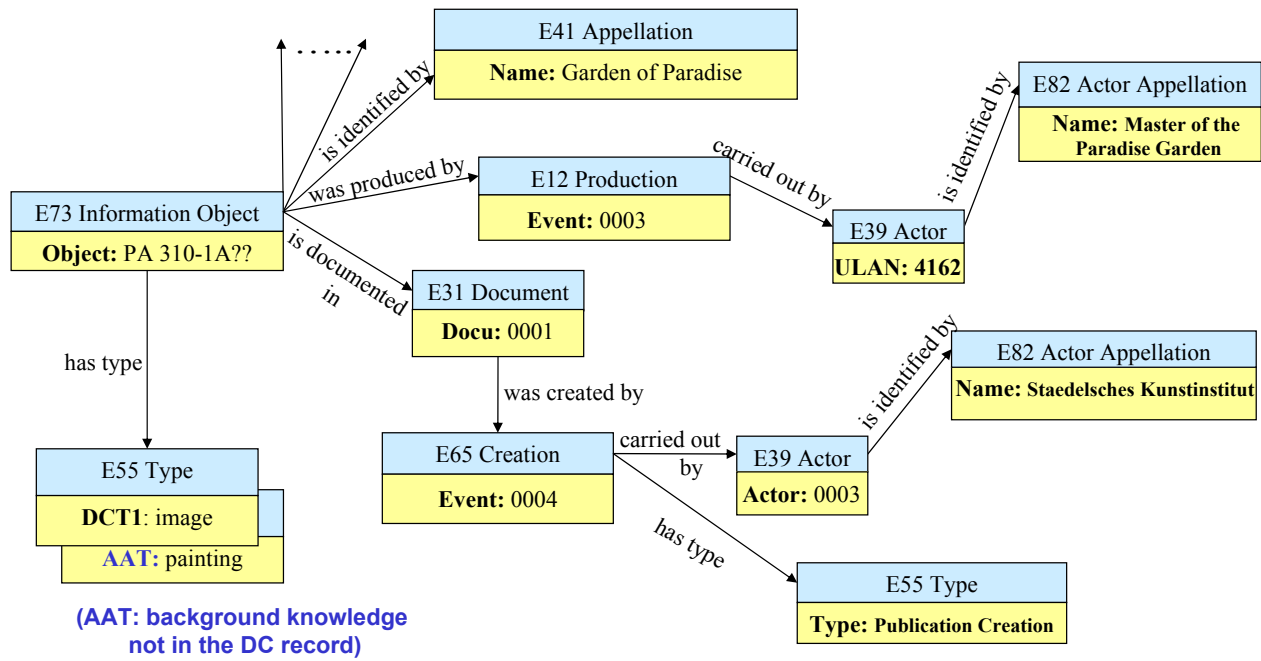 .....
E41 Appellation
Name: Garden of Paradise
is identified by
E82 Actor Appellation
Name: Master of the
Paradise Garden
is identified by
carried out by
was produced by
E12 Production
Event: 0003
E73 Information Object
Object: PA 310-1A??
E39 Actor
ULAN: 4162
is documented
in
E31 Document
Docu: 0001
has type
was created by
is identified by
E82 Actor Appellation
Name: Staedelsches Kunstinstitut
E65 Creation
Event: 0004
carried out
by
E39 Actor
Actor: 0003
E55 Type
DCT1: image
AAT: painting
has type
E55 Type
Type: Publication Creation
(AAT: background knowledge
not in the DC record)